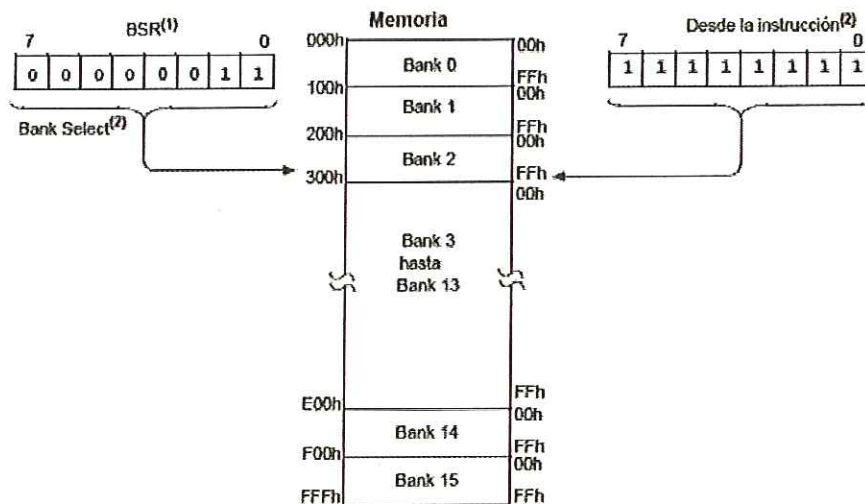 Memoria
BSR(1)
7 0
0 0 0 0 0 0 1 1
Bank Select(2)
Desde la instrucción(2)
7 0
1 1 1 1 1 1 1 1
000h 00h
Bank 0
FFh
100h 00h
Bank 1
FFh
200h 00h
Bank 2
FFh
300h 00h
Bank 3
hasta
Bank 13
FFh
E00h 00h
Bank 14
FFh
F00h 00h
Bank 15
FFFh FFh